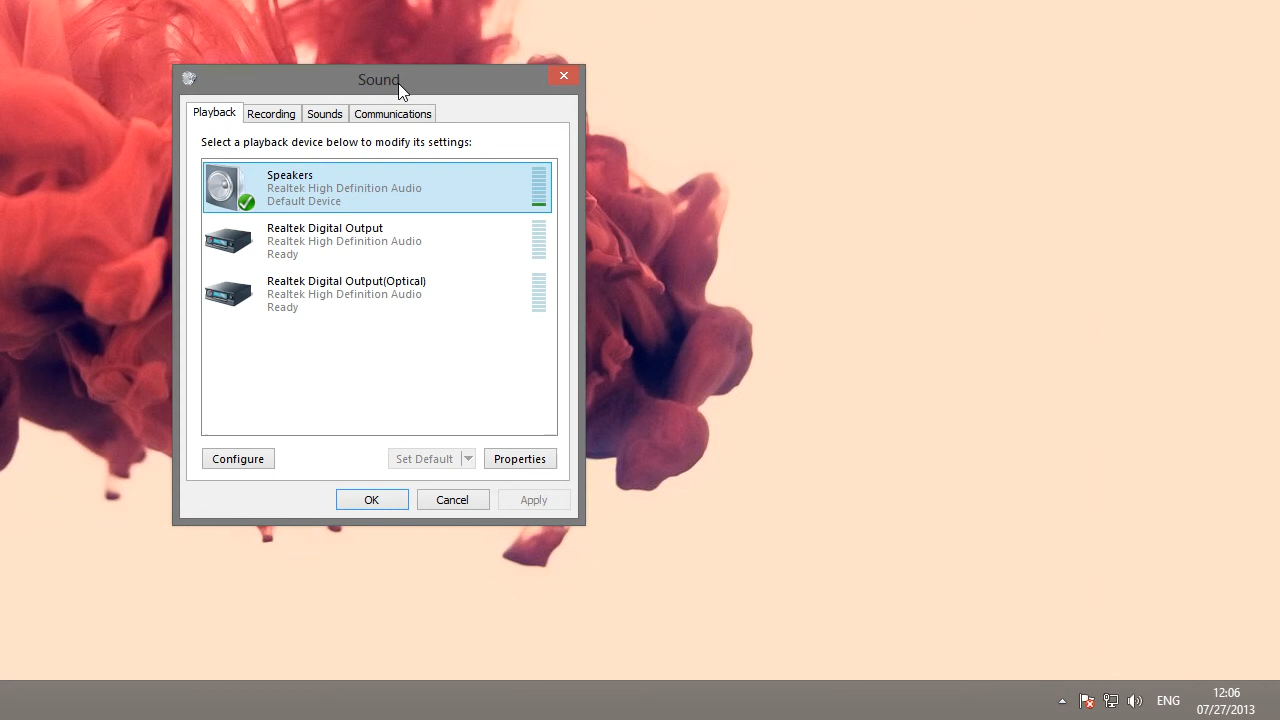 Sound
Playback
Recording
Sounds
Communications
Select a playback device below to modify its settings:
Speakers
Realtek High Definition Audio
Default Device
Realtek Digital Output
Realtek High Definition Audio
Ready
Realtek Digital Output(Optical)
Realtek High Definition Audio
Ready
Configure
Set Default
Properties
OK
Cancel
Apply
ENG
12:06
07/27/2013